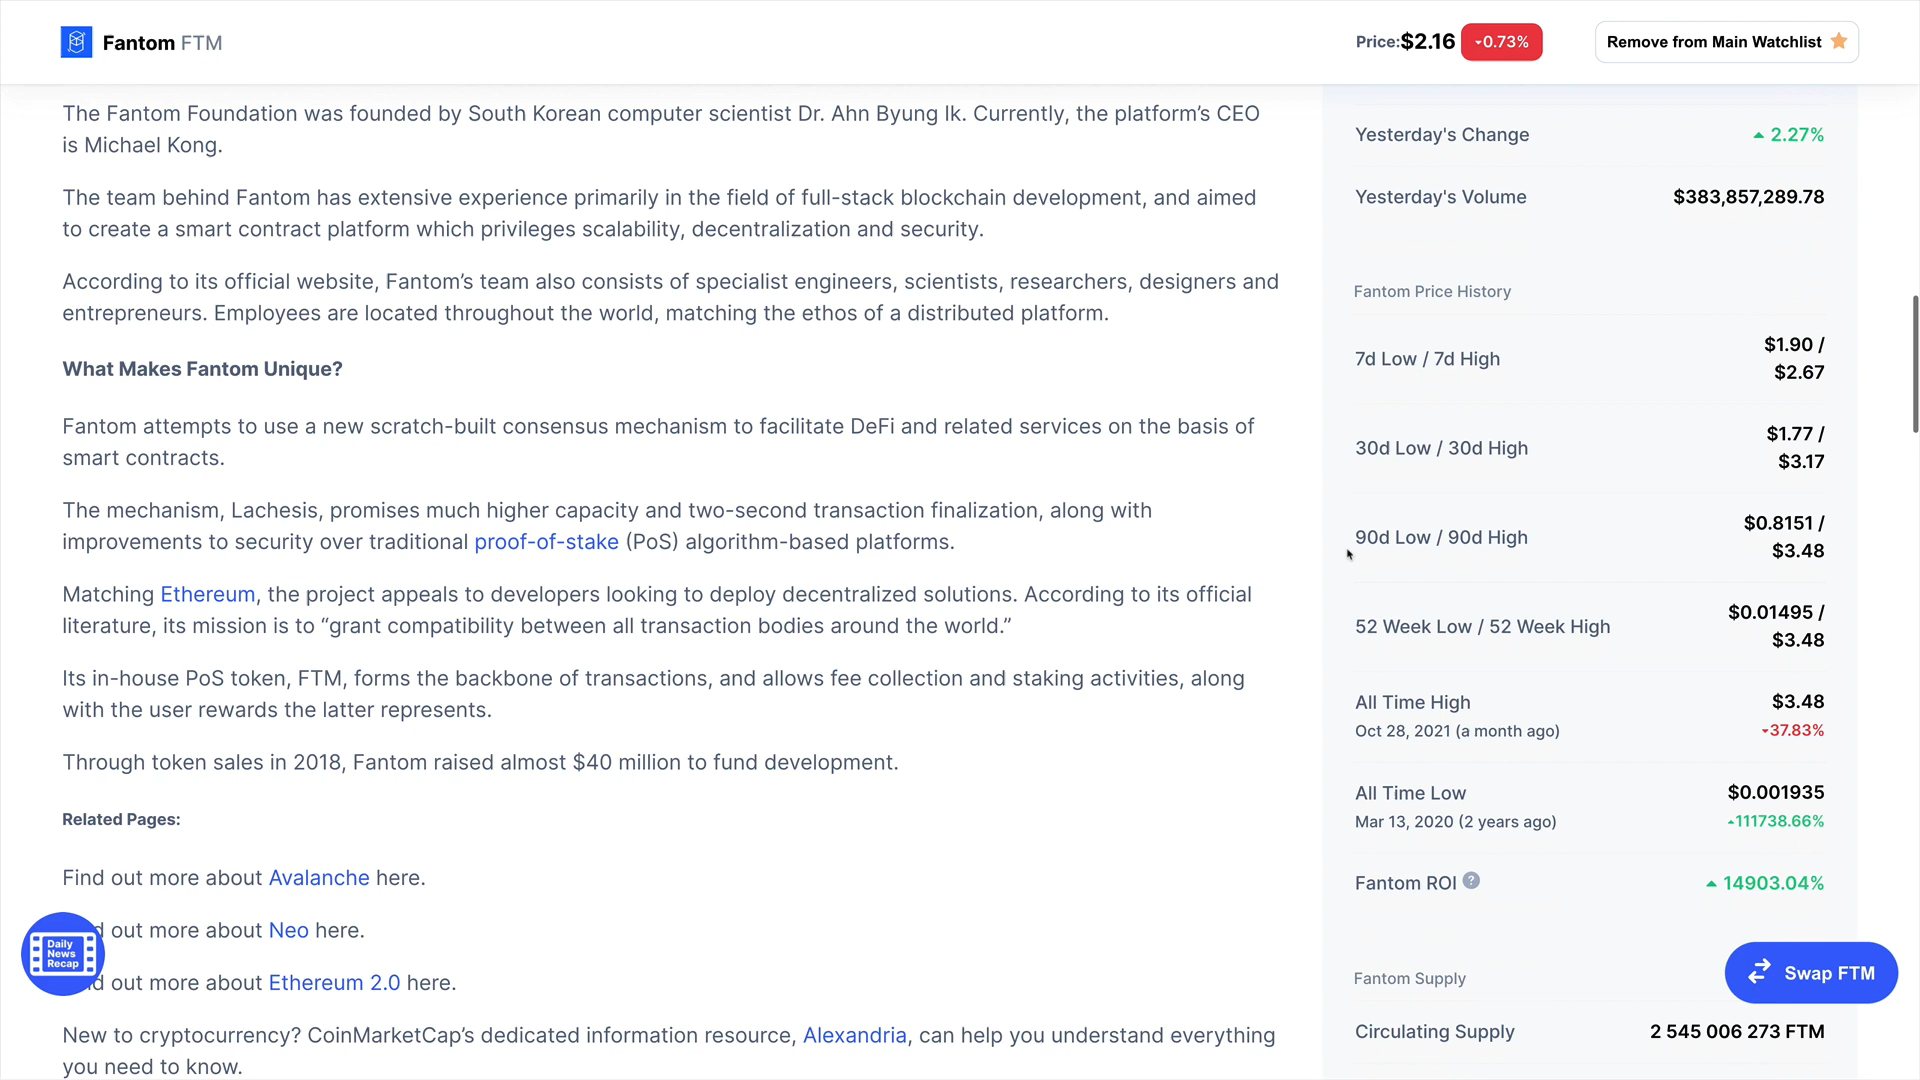 Fantom FTM
Price:$2.16 0.73%
Remove from Main Watchlist
The Fantom Foundation was founded by South Korean computer scientist Dr. Ahn Byung Ik. Currently, the platform’s CEO
is Michael Kong.
The team behind Fantom has extensive experience primarily in the field of full-stack blockchain development, and aimed
to create a smart contract platform which privileges scalability, decentralization and security.
According to its official website, Fantom’s team also consists of specialist engineers, scientists, researchers, designers and
entrepreneurs. Employees are located throughout the world, matching the ethos of a distributed platform.
What Makes Fantom Unique?
Fantom attempts to use a new scratch-built consensus mechanism to facilitate DeFi and related services on the basis of
smart contracts.
The mechanism, Lachesis, promises much higher capacity and two-second transaction finalization, along with
improvements to security over traditional proof-of-stake (PoS) algorithm-based platforms.
Matching Ethereum, the project appeals to developers looking to deploy decentralized solutions. According to its official
literature, its mission is to “grant compatibility between all transaction bodies around the world.”
Its in-house PoS token, FTM, forms the backbone of transactions, and allows fee collection and staking activities, along
with the user rewards the latter represents.
Through token sales in 2018, Fantom raised almost $40 million to fund development.
Related Pages:
Find out more about Avalanche here.
d out more about Neo here.
d out more about Ethereum 2.0 here.
New to cryptocurrency? CoinMarketCap’s dedicated information resource, Alexandria, can help you understand everything
you need to know.
Daily
News
Recap
Yesterday's Change 2.27%
Yesterday's Volume $383,857,289.78
Fantom Price History
7d Low / 7d High $1.90 /
$2.67
30d Low / 30d High $1.77 /
$3.17
90d Low / 90d High $0.8151 /
$3.48
52 Week Low / 52 Week High $0.01495 /
$3.48
All Time High $3.48
Oct 28, 2021 (a month ago) 37.83%
All Time Low $0.001935
Mar 13, 2020 (2 years ago) 111738.66%
Fantom ROI ? 14903.04%
Fantom Supply
Swap FTM
Circulating Supply 2 545 006 273 FTM